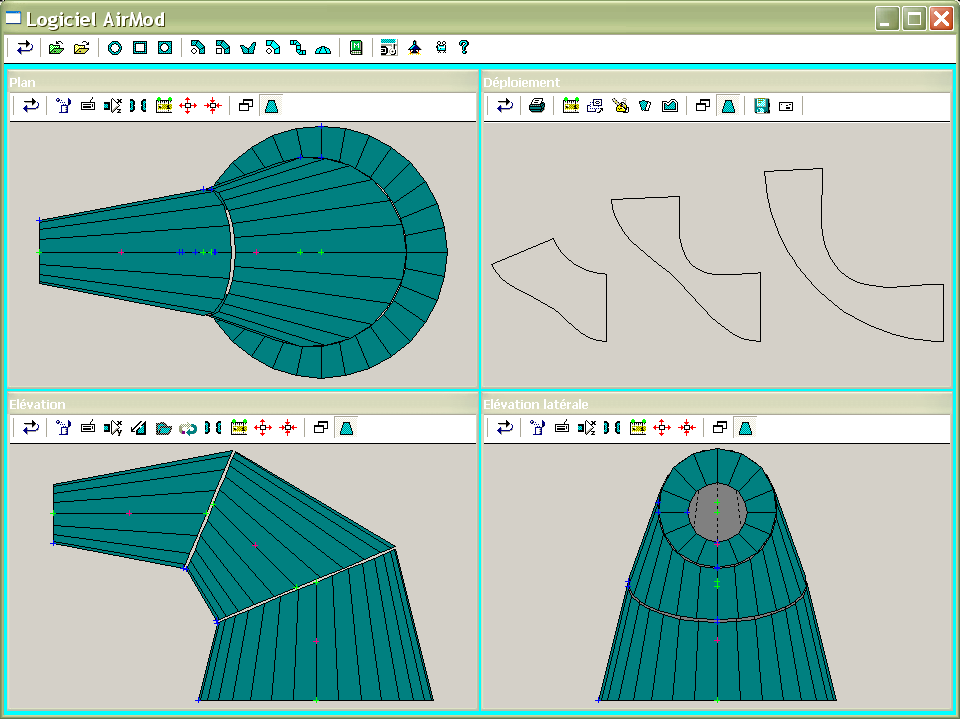 Logiciel AirMod
Plan
Déploiement
Elévation
Elévation latérale